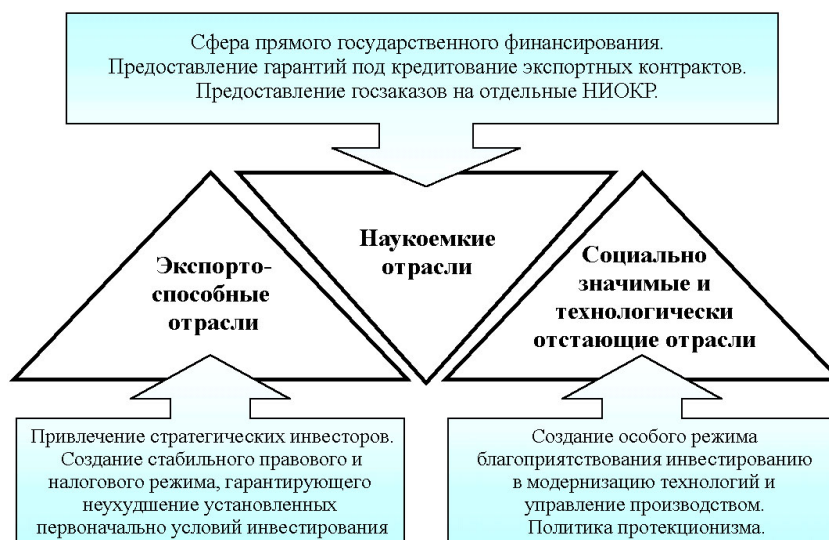 Сфера прямого государственного финансирования.
Предоставление гарантий под кредитование экспортных контрактов.
Предоставление госзаказов на отдельные НИОКР.
Экспорто-
способные
отрасли
Наукоемкие
отрасли
Социально
значимые и
технологически
отстающие отрасли
Привлечение стратегических инвесторов.
Создание стабильного правового и
налогового режима, гарантирующего
неухудшение установленных
первоначально условий инвестирования
Создание особого режима
благоприятствования инвестированию
в модернизацию технологий и
управление производством.
Политика протекционизма.